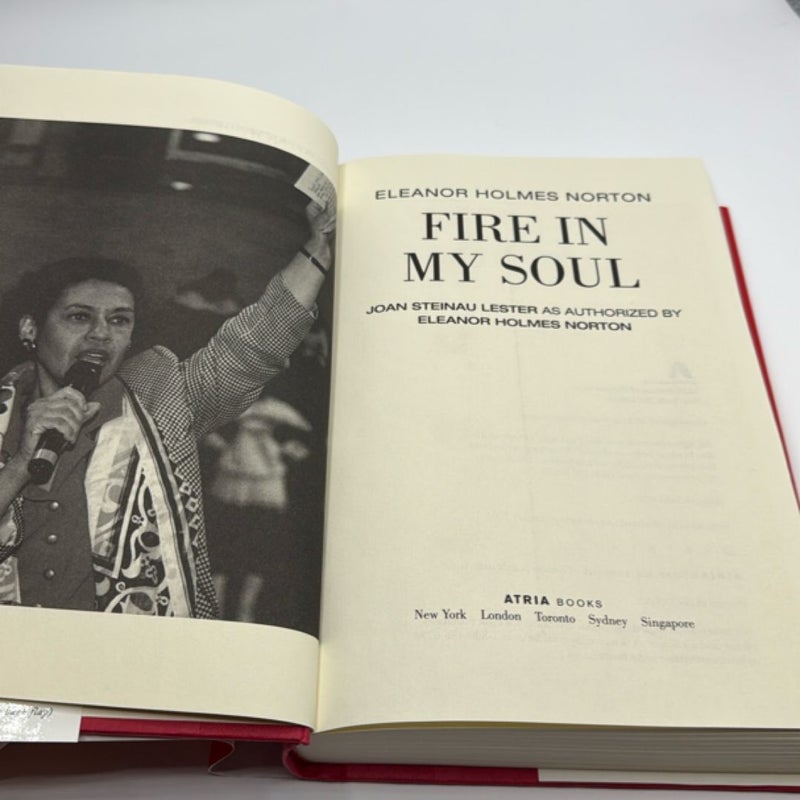 ELEANOR HOLMES NORTON
FIRE IN
MY SOUL
JOAN STEINAU LESTER AS AUTHORIZED BY
ELEANOR HOLMES NORTON
ATRIA BOOKS
New York London Toronto Sydney Singapore
flap)